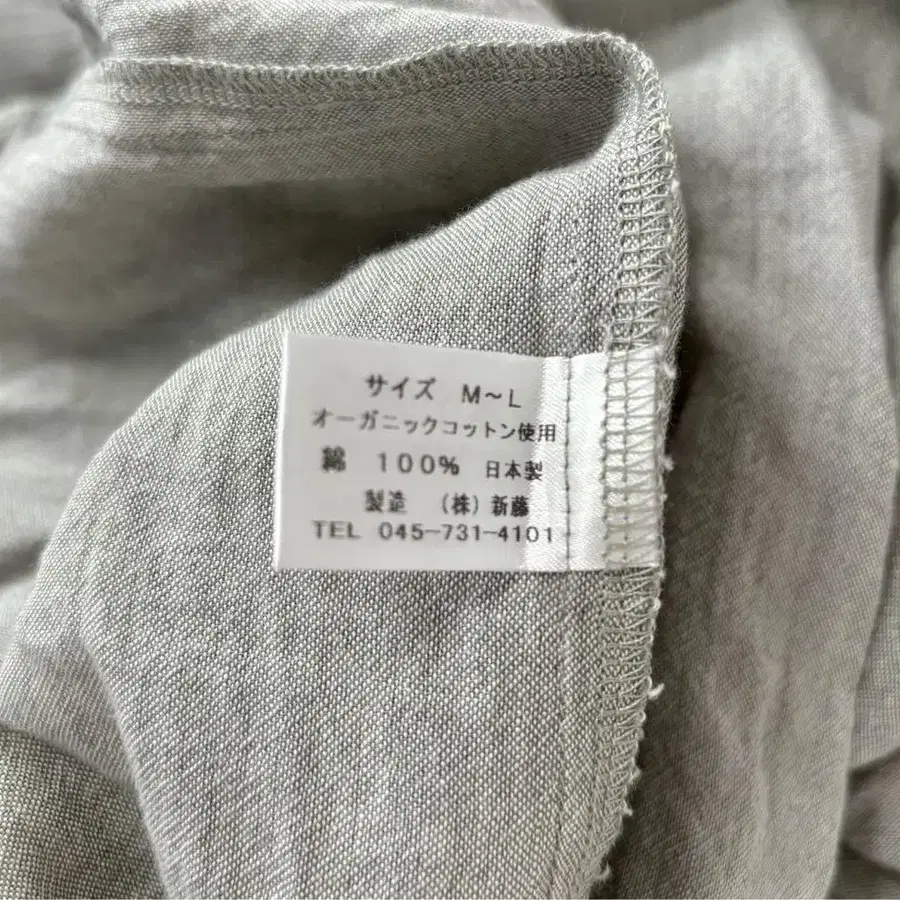 サイズ M～L
オーガニックコットン使用
綿 100% 日本製
製造 （株）新藤
TEL 045-731-4101